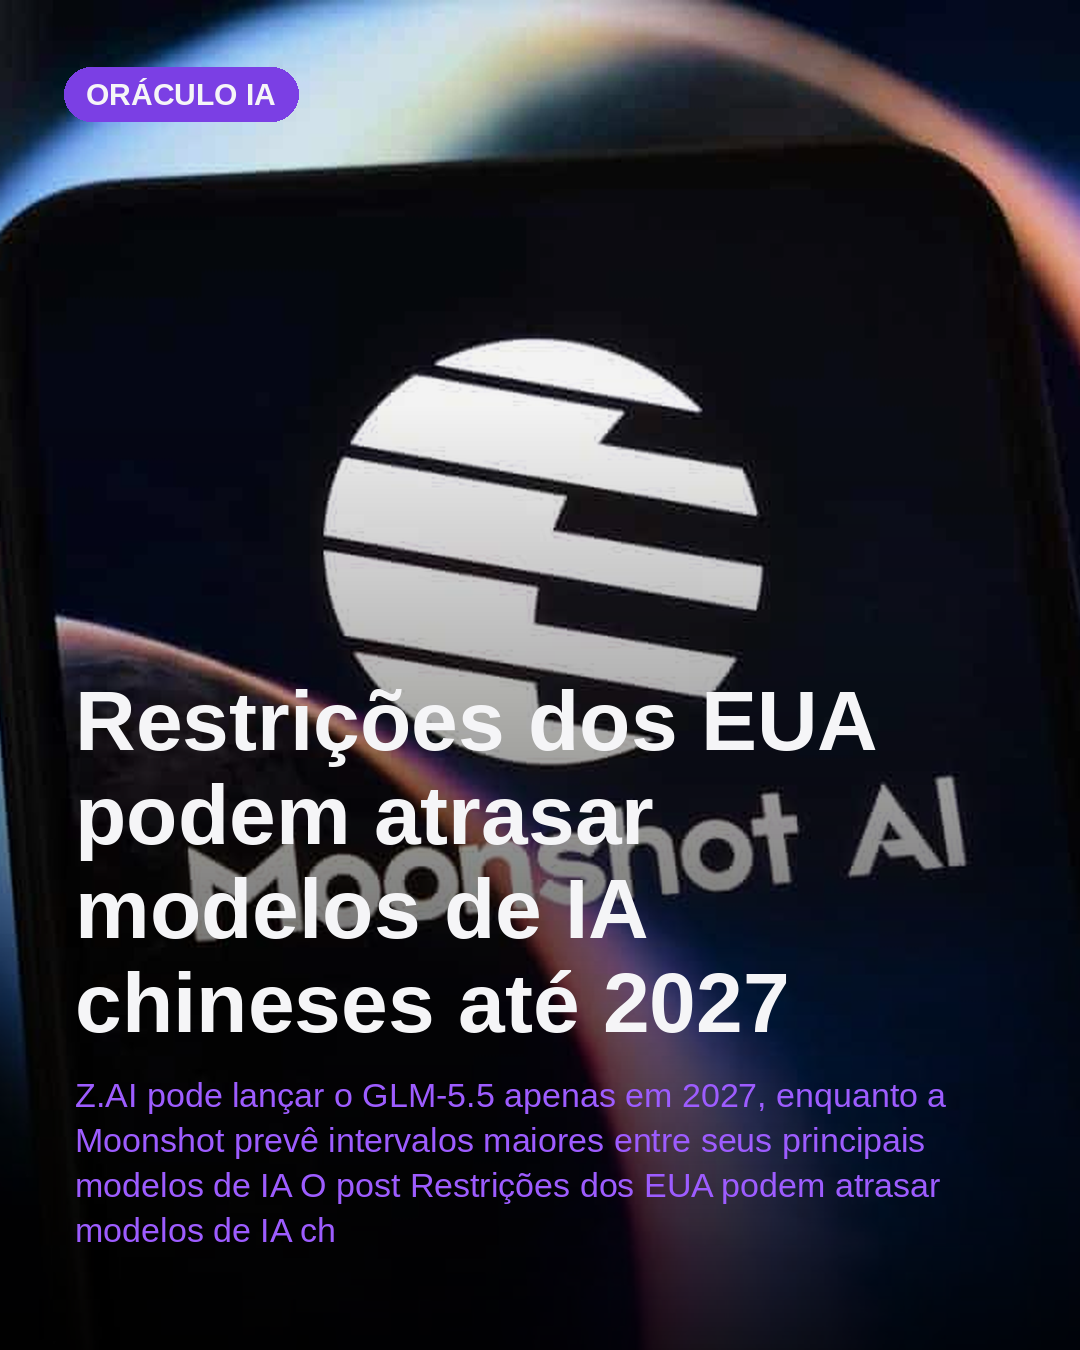 ORÁCULO IA
Restrições dos EUA
podem atrasar
Moonshot AI
modelos de IA
chineses até 2027
Z.AI pode lançar o GLM-5.5 apenas em 2027, enquanto a
Moonshot prevê intervalos maiores entre seus principais
modelos de IA O post Restrições dos EUA podem atrasar
modelos de IA ch